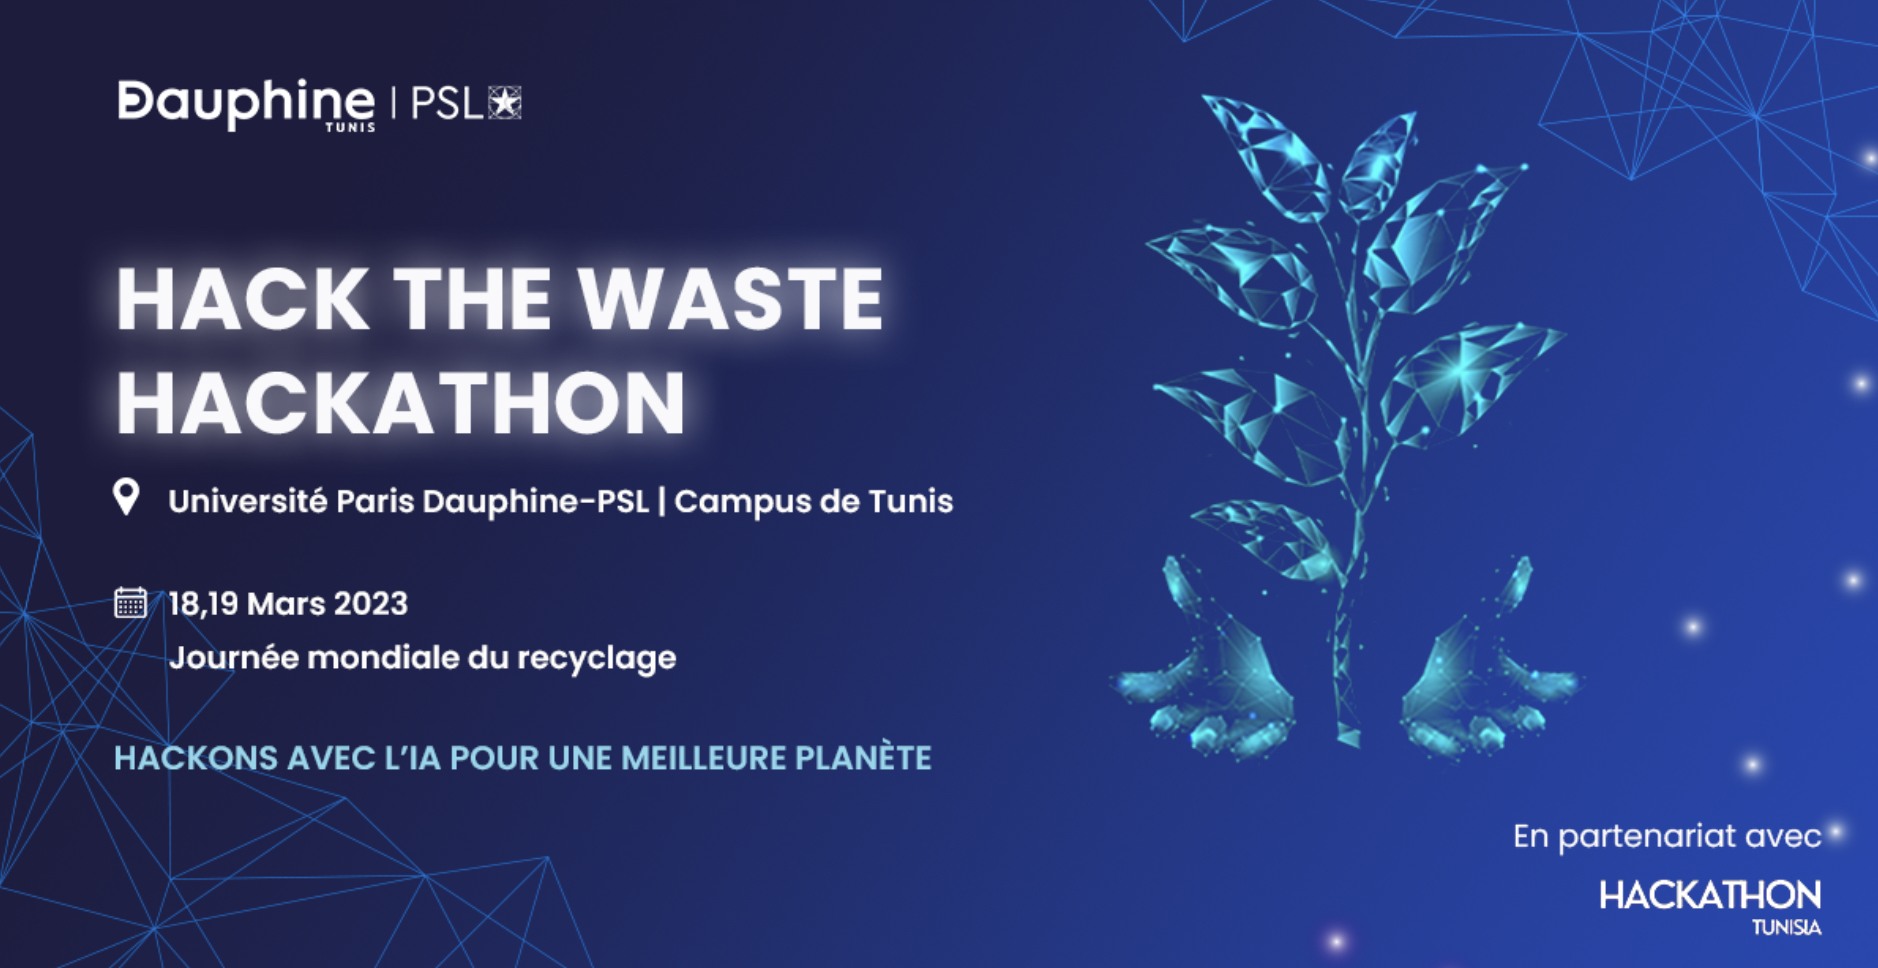 Dauphine | PSL
TUNIS
HACK THE WASTE
HACKATHON
Université Paris Dauphine-PSL | Campus de Tunis
18,19 Mars 2023
Journée mondiale du recyclage
HACKONS AVEC L'IA POUR UNE MEILLEURE PLANÈTE
En partenariat avec
HACKATHON
TUNISIA